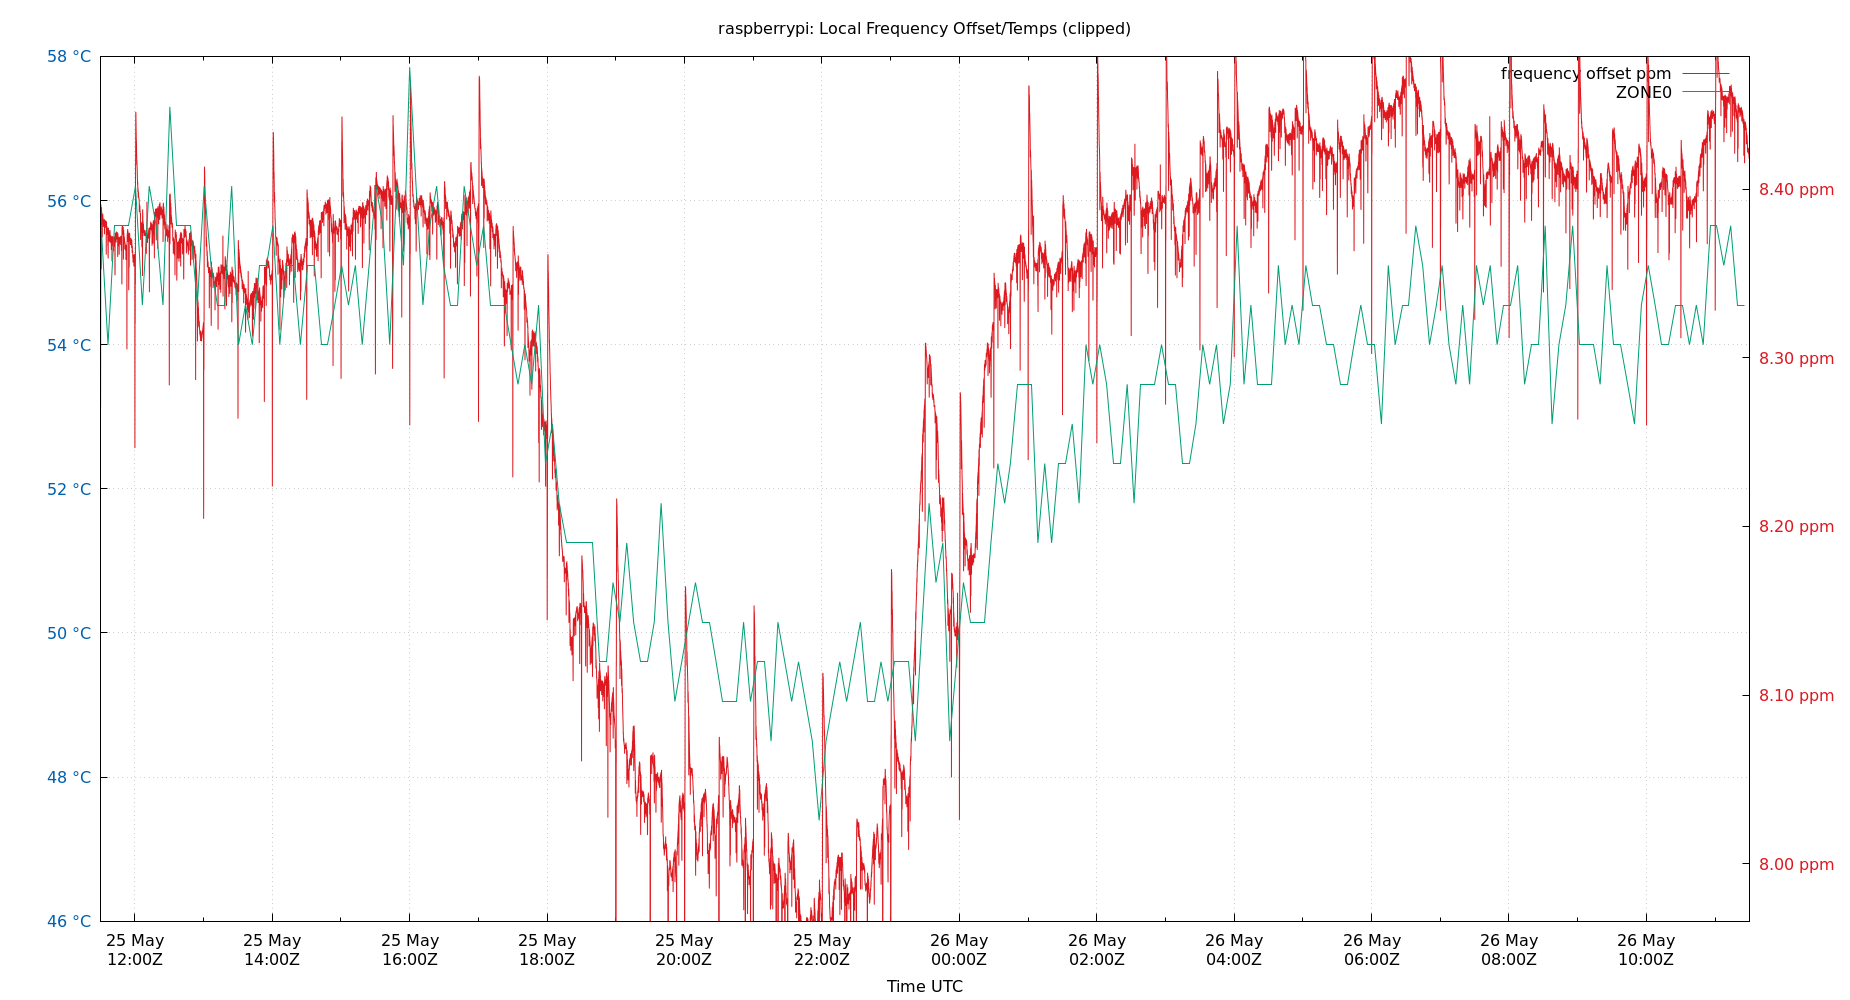 raspberrypi: Local Frequency Offset/Temps (clipped)
58 °C
56 °C
54 °C
52 °C
50 °C
48 °C
46 °C
frequency offset ppm
ZONE0
8.40 ppm
8.30 ppm
8.20 ppm
8.10 ppm
8.00 ppm
25 May 25 May 25 May 25 May 25 May 25 May 26 May 26 May 26 May 26 May 26 May 26 May
12:00Z 14:00Z 16:00Z 18:00Z 20:00Z 22:00Z 00:00Z 02:00Z 04:00Z 06:00Z 08:00Z 10:00Z
Time UTC